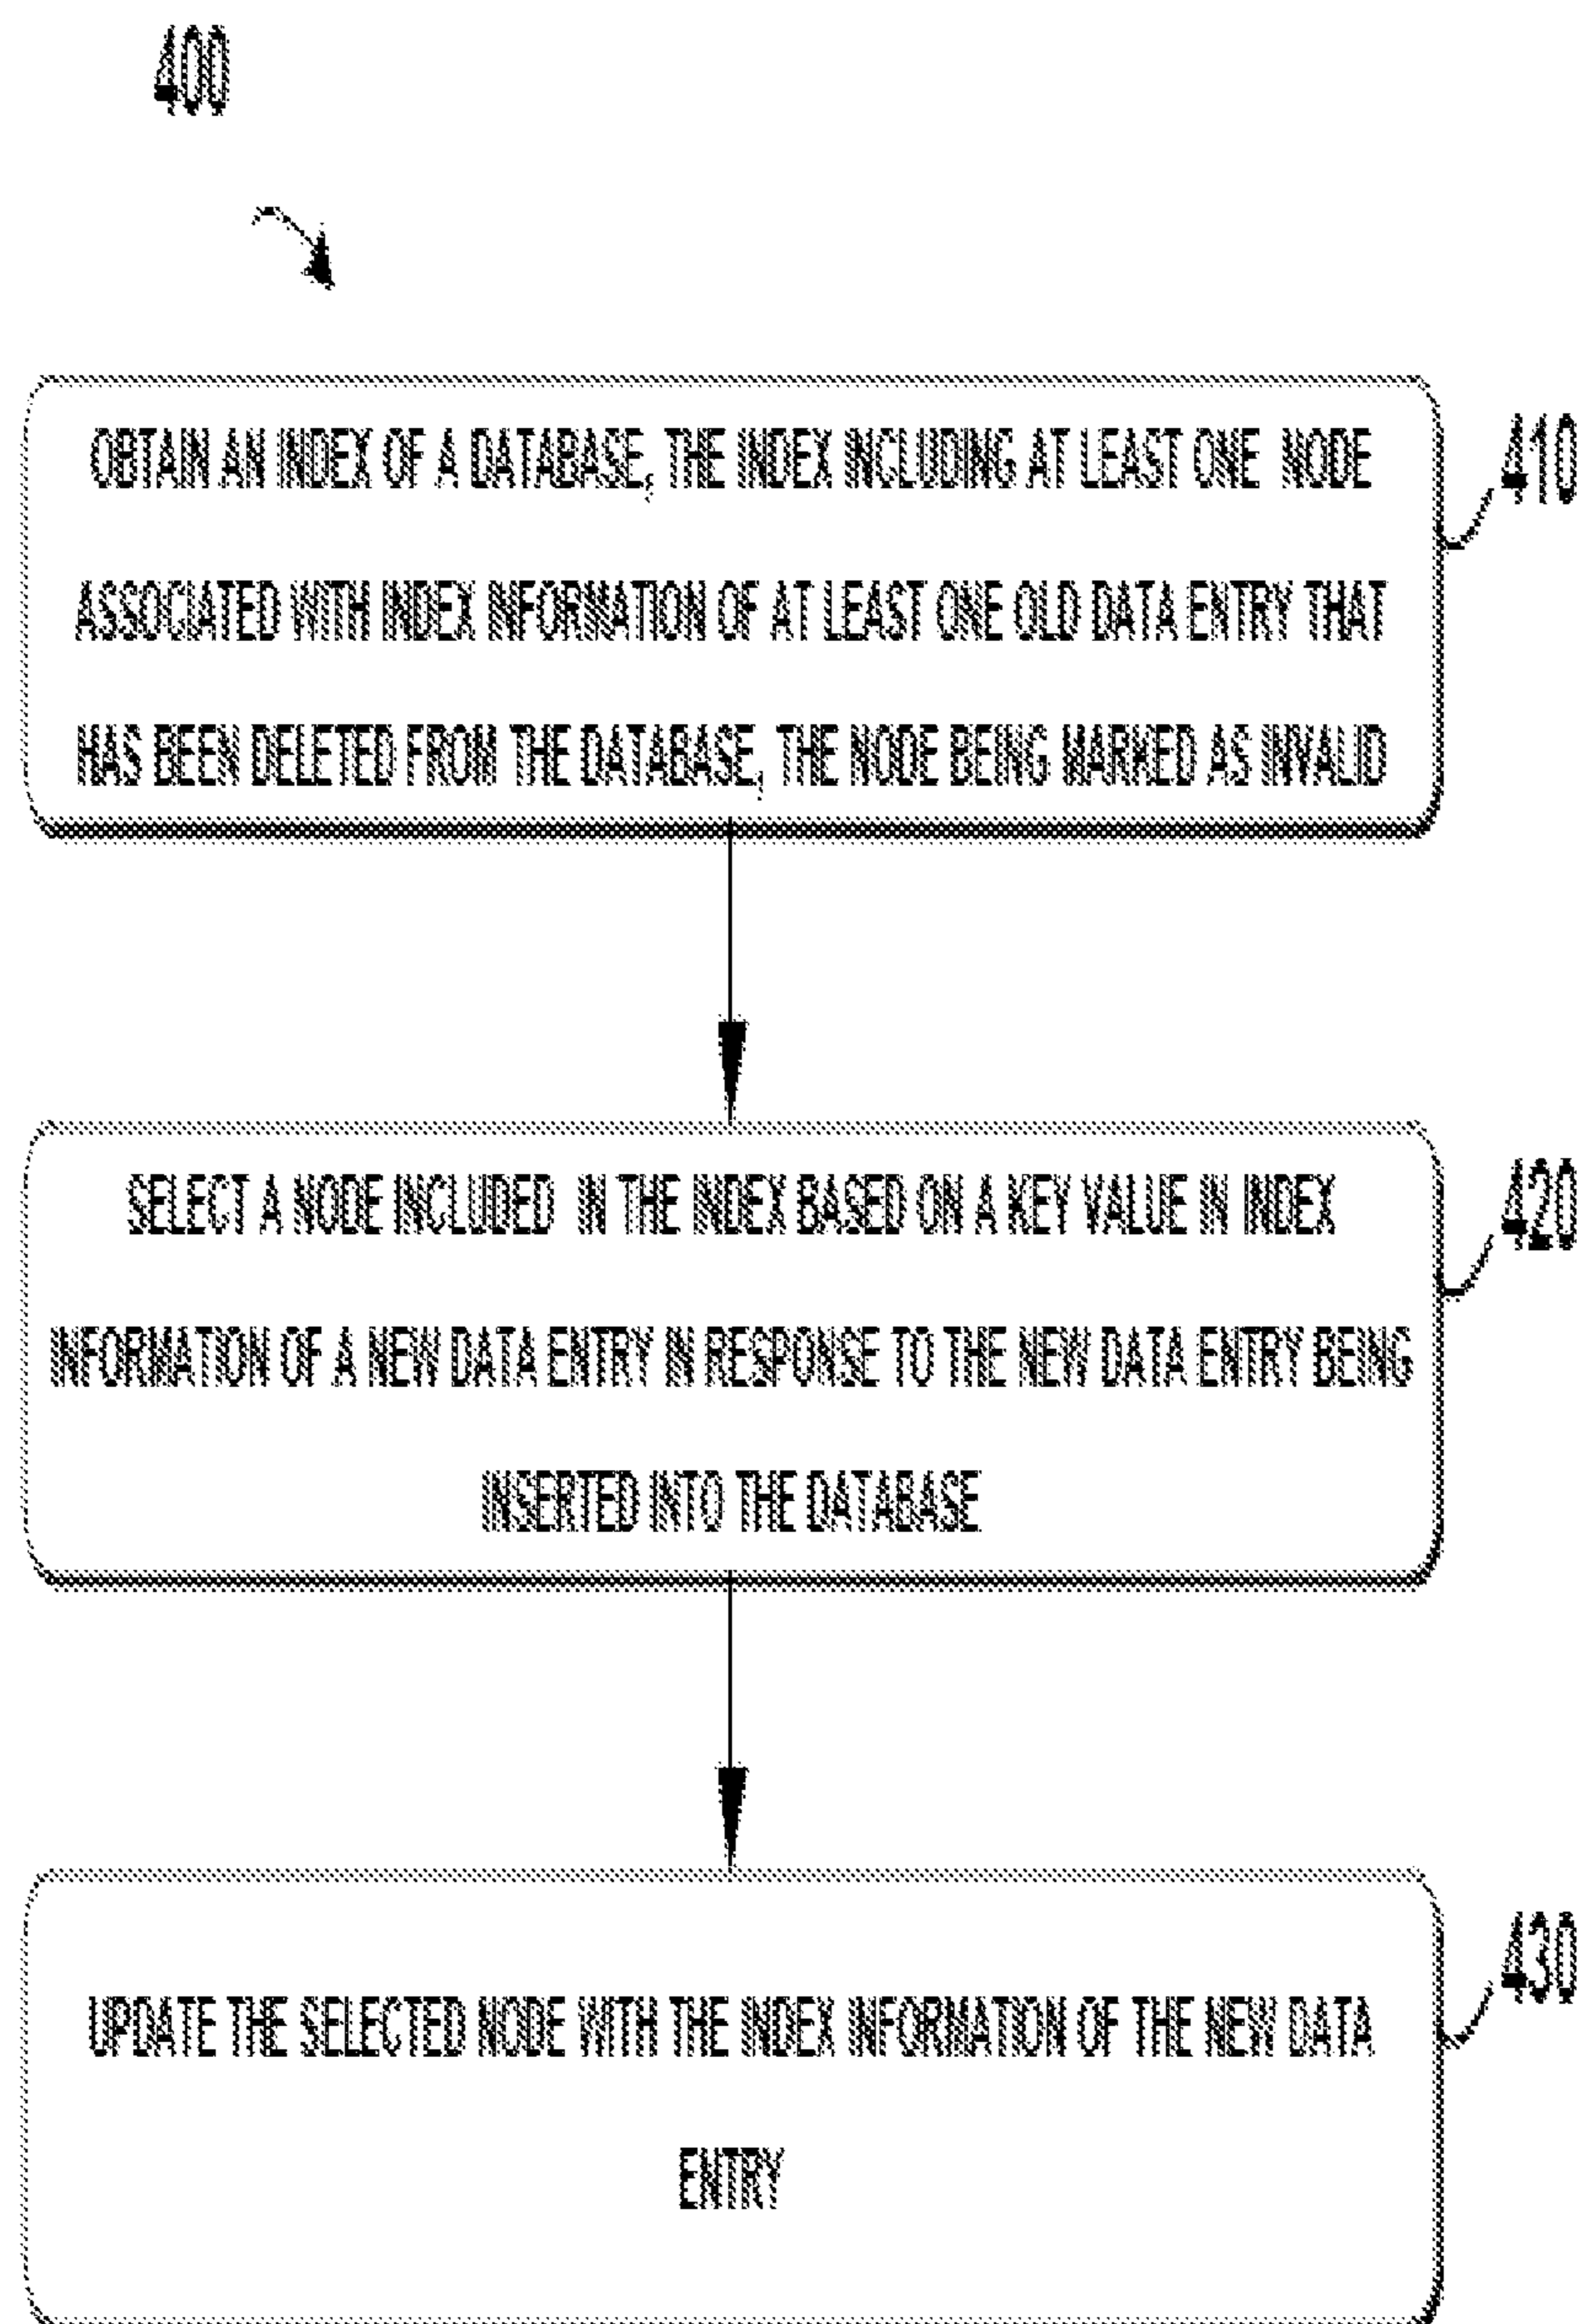 400
OBTAIN AN INDEX OF A DATABASE, THE INDEX INCLUDING AT LEAST ONE NODE
410
ASSOCIATED WITH INDEX INFORMATION OF AT LEAST ONE OLD DATA ENTRY THAT
HAS BEEN DELETED FROM THE DATABASE, THE NODE BEING MARKED AS INVALID
SELECT A NODE INCLUDED IN THE INDEX BASED ON A KEY VALUE IN INDEX
420
INFORMATION OF A NEW DATA ENTRY IN RESPONSE TO THE NEW DATA ENTRY BEING
INSERTED INTO THE DATABASE
430
UPDATE THE SELECTED NODE WITH THE INDEX INFORMATION OF THE NEW DATA
ENTRY